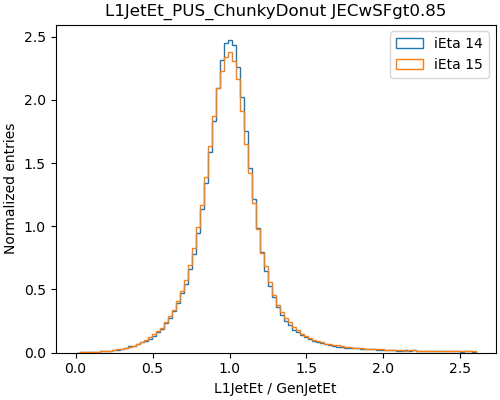 L1JetEt_PUS_ChunkyDonut JECwSFgt0.85
iEta 14
iEta 15
Normalized entries
2.5
2.0
1.5
1.0
0.5
0.0
0.0 0.5 1.0 1.5 2.0 2.5
L1JetEt / GenJetEt